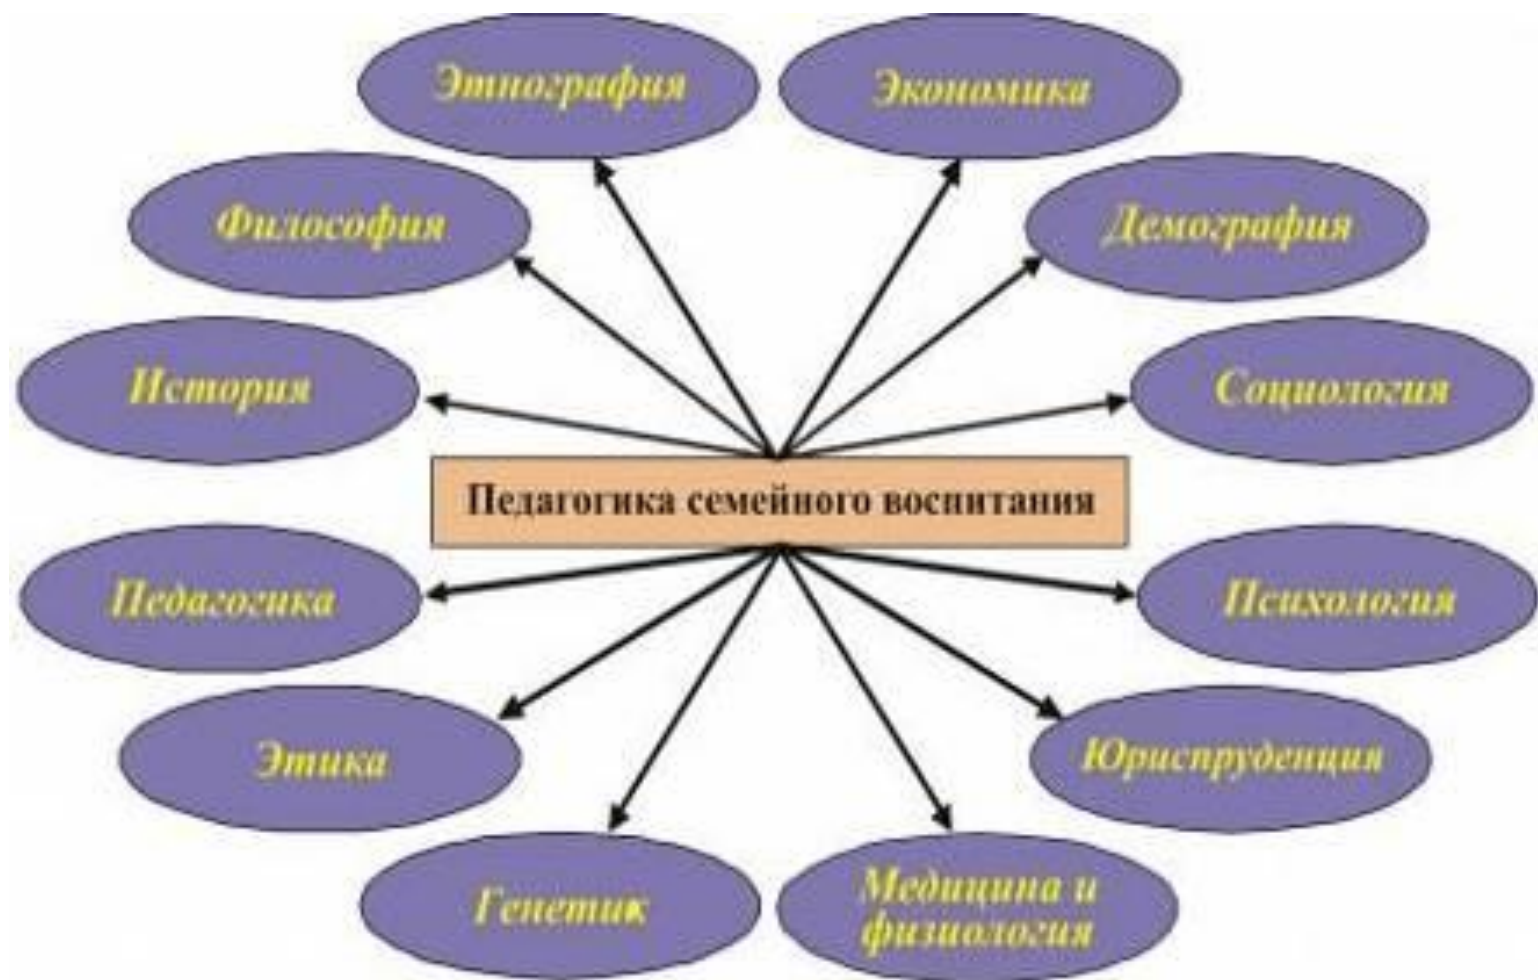 Этнография
Экономика
Философия
Демография
История
Социология
Педагогика семейного воспитания
Педагогика
Психология
Этика
Юриспруденция
Генетик
Медицина и
физиология